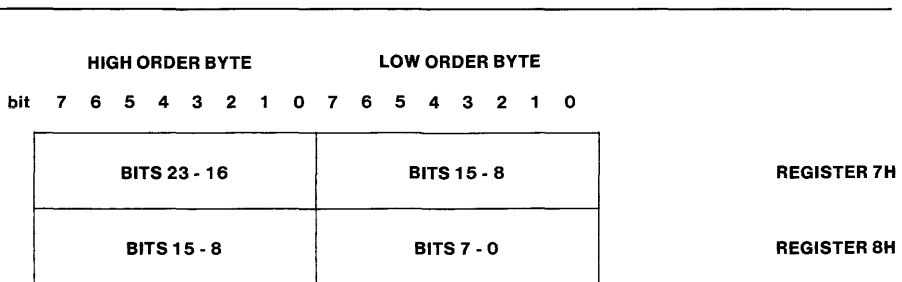 HIGH ORDER BYTE LOW ORDER BYTE
bit 7 6 5 4 3 2 1 0 7 6 5 4 3 2 1 0
BITS 23 - 16 BITS 15 - 8 REGISTER 7H
BITS 15 - 8 BITS 7 - 0 REGISTER 8H